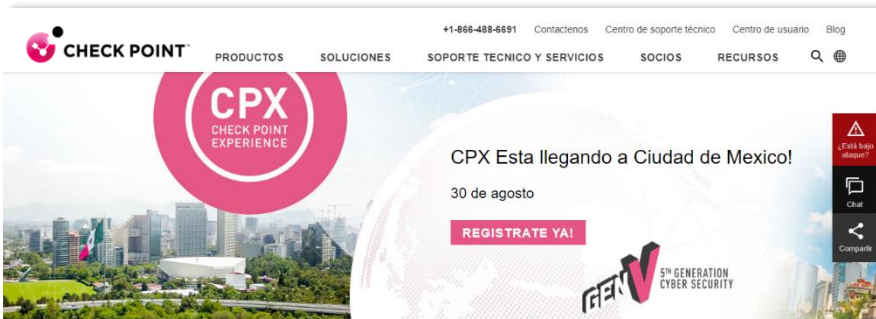 +1-866-488-6691 Contactenos Centro de soporte técnico Centro de usuario Blog
CHECK POINT
PRODUCTOS SOLUCIONES SOPORTE TECNICO Y SERVICIOS SOCIOS RECURSOS
CPX
CHECK POINT
EXPERIENCE
CPX Esta llegando a Ciudad de Mexico!
30 de agosto
REGISTRATE YA!
GEN V
5TH GENERATION
CYBER SECURITY
¿Está bajo
ataque?
Chat
Compartir